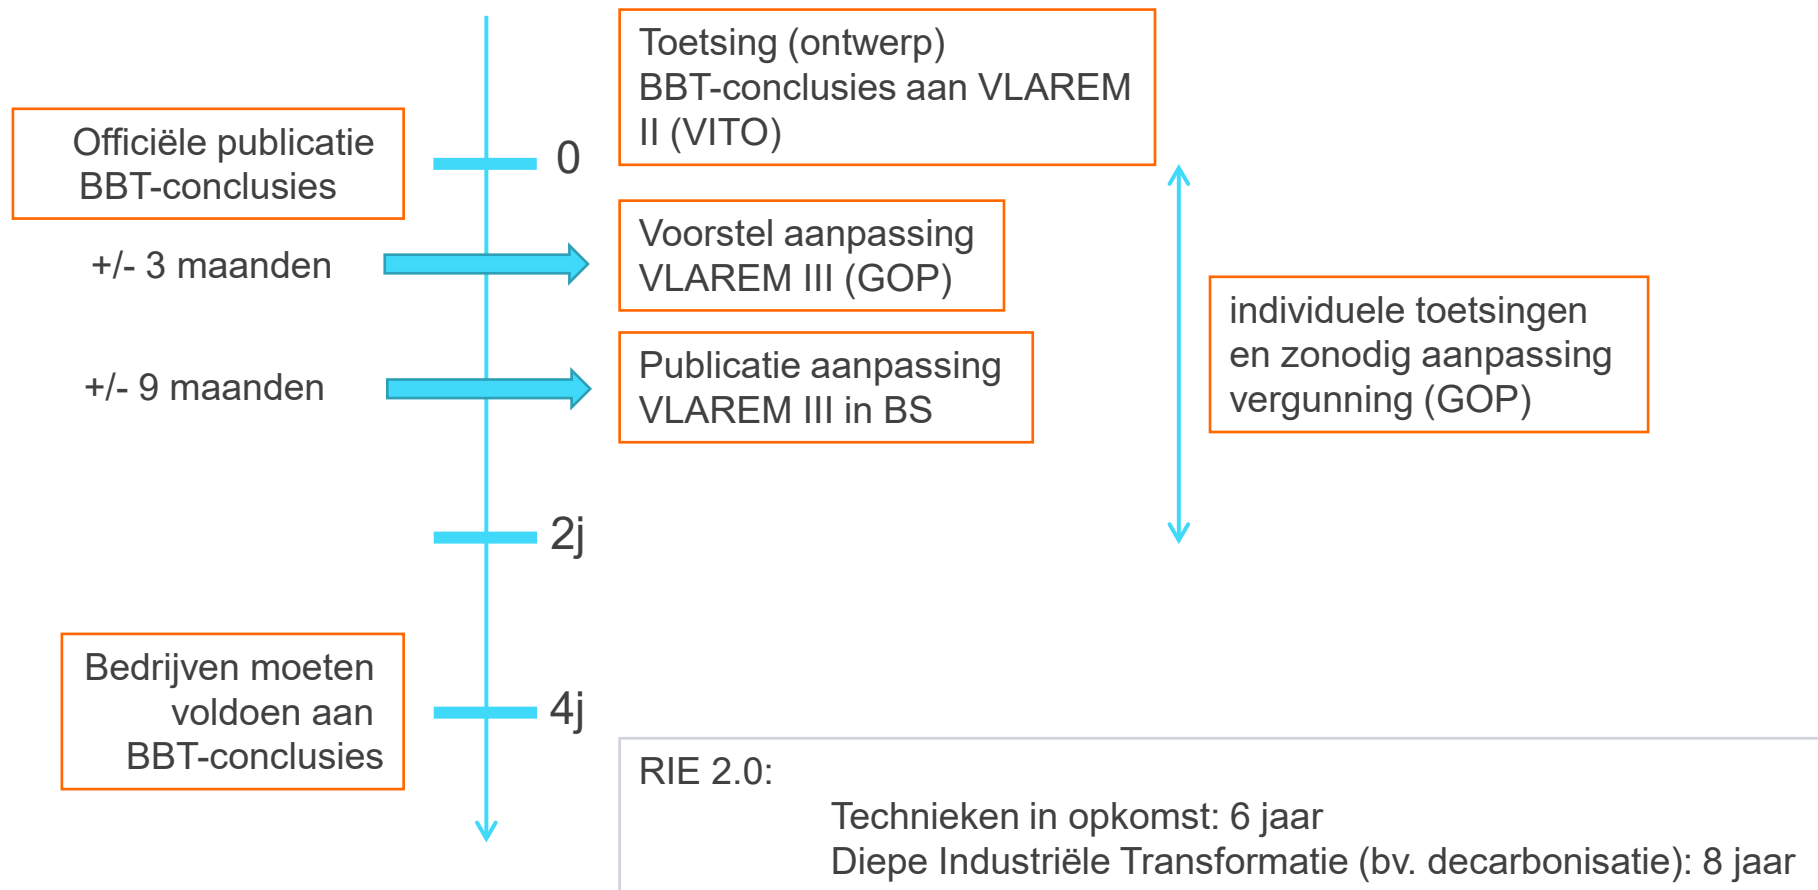 Toetsing (ontwerp)
BBT-conclusies aan VLAREM
II (VITO)
Officiële publicatie
BBT-conclusies
0
+/- 3 maanden
Voorstel aanpassing
VLAREM III (GOP)
+/- 9 maanden
Publicatie aanpassing
VLAREM III in BS
individuele toetsingen
en zonodig aanpassing
vergunning (GOP)
2j
Bedrijven moeten
voldoen aan
BBT-conclusies
4j
RIE 2.0:
Technieken in opkomst: 6 jaar
Diepe Industriële Transformatie (bv. decarbonisatie): 8 jaar